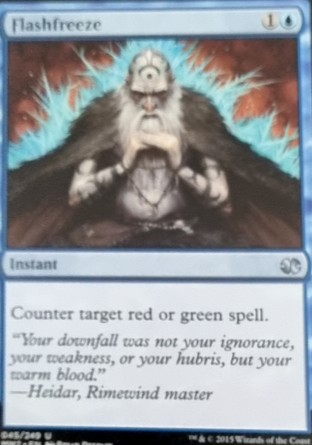 Flashfreeze 1
Instant
Counter target red or green spell.
“Your downfall was not your ignorance,
your weakness, or your hubris, but your
warm blood.”
—Heidar, Rimewind master
045/249 U
™ & © 2015 Wizards of the Coast